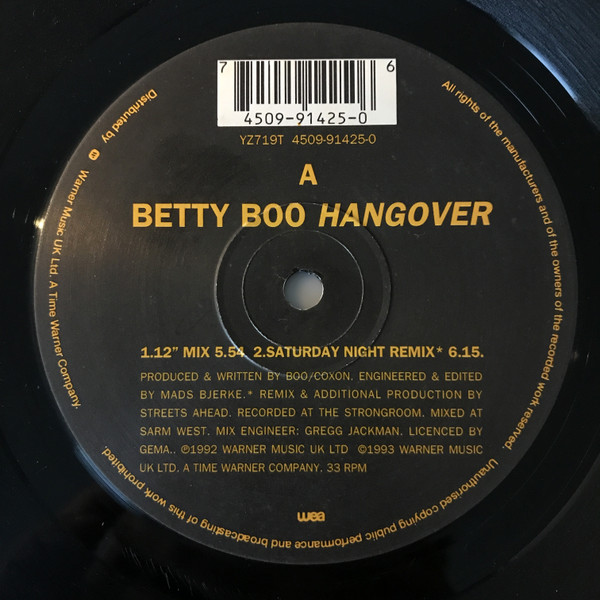 7 6
4509-91425-0
YZ719T 4509-91425-0
A
BETTY BOO HANGOVER
1.12" MIX 5.54 2.SATURDAY NIGHT REMIX* 6.15.
PRODUCED & WRITTEN BY BOO/COXON. ENGINEERED & EDITED
BY MADS BJERKE.* REMIX & ADDITIONAL PRODUCTION BY
STREETS AHEAD. RECORDED AT THE STRONGROOM. MIXED AT
SARM WEST. MIX ENGINEER: GREGG JACKMAN. LICENCED BY
GEMA.. ℗1992 WARNER MUSIC UK LTD ©1993 WARNER MUSIC
UK LTD. A TIME WARNER COMPANY. 33 RPM
wea
All rights of the manufacturers and of the owners of the recorded work reserved. Unauthorised copying public performance and broadcasting of this work prohibited.
Distributed by Warner Music UK Ltd. A Time Warner Company.